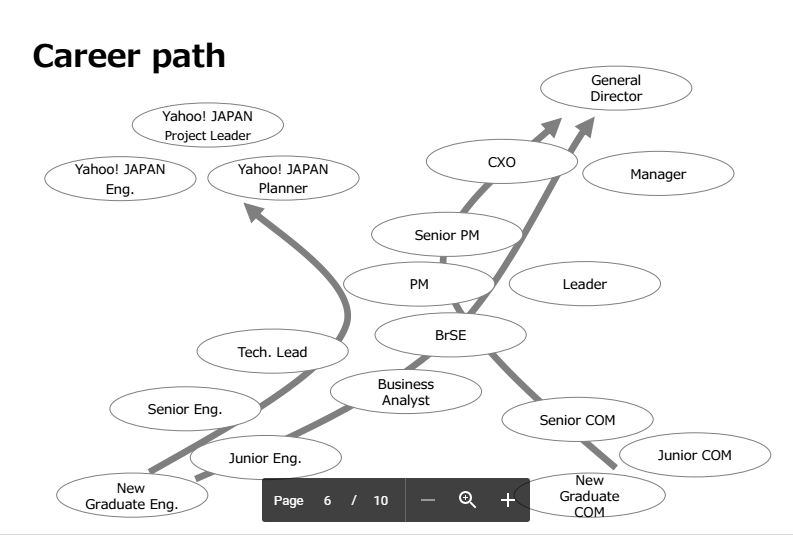 Career path
General
Director
Yahoo! JAPAN
Project Leader
Yahoo! JAPAN
Eng.
Yahoo! JAPAN
Planner
CXO
Manager
Senior PM
PM
Leader
BrSE
Tech. Lead
Business
Analyst
Senior Eng.
Senior COM
Junior Eng.
Junior COM
New
Graduate Eng.
New
Graduate
COM
Page 6 / 10